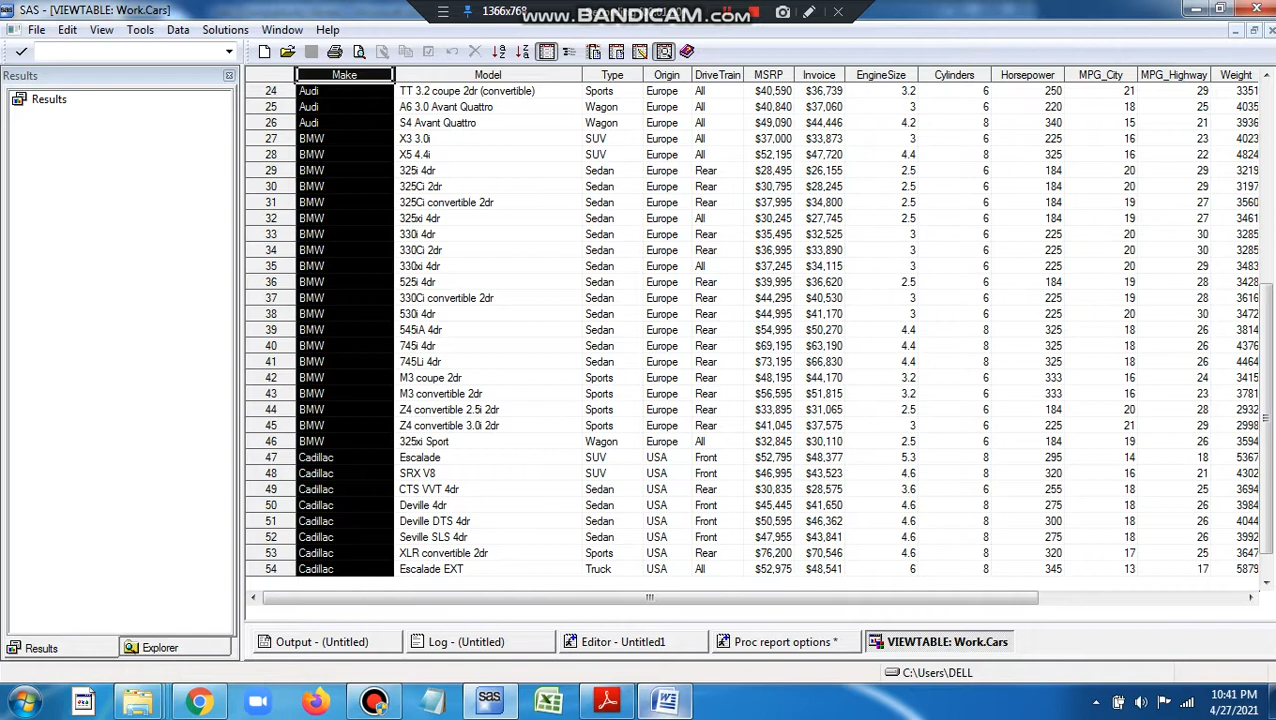 SAS - [VIEWTABLE: Work.Cars]
1366x768
www.BANDICAM.com
File Edit View Tools Data Solutions Window Help
Results
Make Model Type Origin DriveTrain MSRP Invoice EngineSize Cylinders Horsepower MPG_City MPG_Highway Weight
Results
24 Audi TT 3.2 coupe 2dr (convertible) Sports Europe All $40,590 $36,739 3.2 6 250 21 29 3351
25 Audi A6 3.0 Avant Quattro Wagon Europe All $40,840 $37,060 3 6 220 18 25 4035
26 Audi S4 Avant Quattro Wagon Europe All $49,090 $44,446 4.2 8 340 15 21 3936
27 BMW X3 3.0i SUV Europe All $37,000 $33,873 3 6 225 16 23 4023
28 BMW X5 4.4i SUV Europe All $52,195 $47,720 4.4 8 325 16 22 4824
29 BMW 325i 4dr Sedan Europe Rear $28,495 $26,155 2.5 6 184 20 29 3219
30 BMW 325Ci 2dr Sedan Europe Rear $30,795 $28,245 2.5 6 184 20 29 3197
31 BMW 325Ci convertible 2dr Sedan Europe Rear $37,995 $34,800 2.5 6 184 19 27 3560
32 BMW 325xi 4dr Sedan Europe All $30,245 $27,745 2.5 6 184 19 27 3461
33 BMW 330i 4dr Sedan Europe Rear $35,495 $32,525 3 6 225 20 30 3285
34 BMW 330Ci 2dr Sedan Europe Rear $36,995 $33,890 3 6 225 20 30 3285
35 BMW 330xi 4dr Sedan Europe All $37,245 $34,115 3 6 225 20 29 3483
36 BMW 525i 4dr Sedan Europe Rear $39,995 $36,620 2.5 6 184 19 28 3428
37 BMW 330Ci convertible 2dr Sedan Europe Rear $44,295 $40,530 3 6 225 19 28 3616
38 BMW 530i 4dr Sedan Europe Rear $44,995 $41,170 3 6 225 20 30 3472
39 BMW 545iA 4dr Sedan Europe Rear $54,995 $50,270 4.4 8 325 18 26 3814
40 BMW 745i 4dr Sedan Europe Rear $69,195 $63,190 4.4 8 325 18 26 4376
41 BMW 745Li 4dr Sedan Europe Rear $73,195 $66,830 4.4 8 325 18 26 4464
42 BMW M3 coupe 2dr Sports Europe Rear $48,195 $44,170 3.2 6 333 16 24 3415
43 BMW M3 convertible 2dr Sports Europe Rear $56,595 $51,815 3.2 6 333 16 23 3781
44 BMW Z4 convertible 2.5i 2dr Sports Europe Rear $33,895 $31,065 2.5 6 184 20 28 2932
45 BMW Z4 convertible 3.0i 2dr Sports Europe Rear $41,045 $37,575 3 6 225 21 29 2998
46 BMW 325xi Sport Wagon Europe All $32,845 $30,110 2.5 6 184 19 26 3594
47 Cadillac Escalade SUV USA Front $52,795 $48,377 5.3 8 295 14 18 5367
48 Cadillac SRX V8 SUV USA Front $46,995 $43,523 4.6 8 320 16 21 4302
49 Cadillac CTS VVT 4dr Sedan USA Rear $30,835 $28,575 3.6 6 255 18 25 3694
50 Cadillac Deville 4dr Sedan USA Front $45,445 $41,650 4.6 8 275 18 26 3984
51 Cadillac Deville DTS 4dr Sedan USA Front $50,595 $46,362 4.6 8 300 18 26 4044
52 Cadillac Seville SLS 4dr Sedan USA Front $47,955 $43,841 4.6 8 275 18 26 3992
53 Cadillac XLR convertible 2dr Sports USA Rear $76,200 $70,546 4.6 8 320 17 25 3647
54 Cadillac Escalade EXT Truck USA All $52,975 $48,541 6 8 345 13 17 5879
Results Explorer Output - (Untitled) Log - (Untitled) Editor - Untitled1 Proc report options * VIEWTABLE: Work.Cars
C:\Users\DELL
10:41 PM
4/27/2021